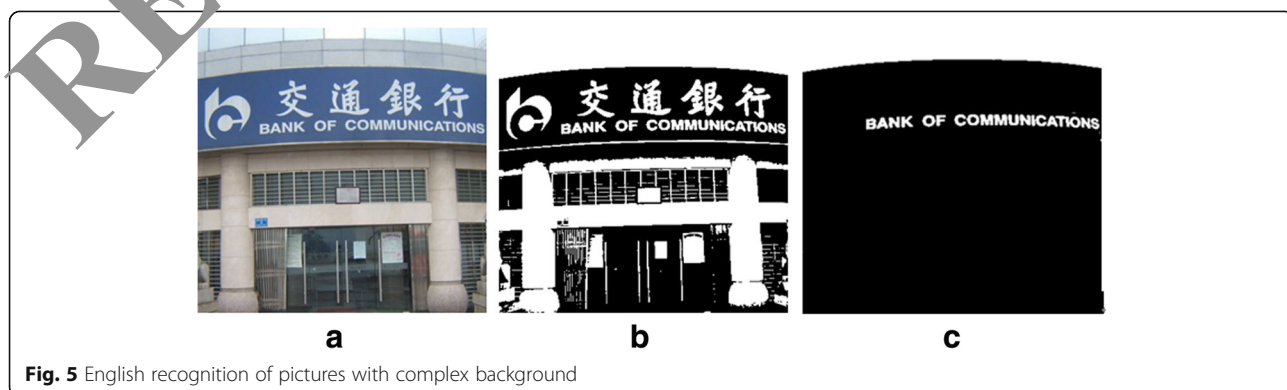 RE
交通銀行
BANK OF COMMUNICATIONS
交通銀行
BANK OF COMMUNICATIONS
BANK OF COMMUNICATIONS
a
b
c
Fig. 5 English recognition of pictures with complex background